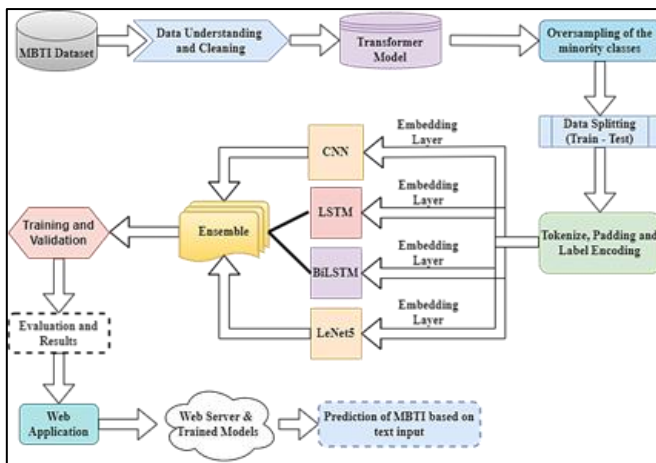 MBTI Dataset
Data Understanding
and Cleaning
Transformer
Model
Oversampling of the
minority classes
Data Splitting
(Train - Test)
Tokenize, Padding and
Label Encoding
Embedding
Layer
CNN
Embedding
Layer
LSTM
Embedding
Layer
BiLSTM
Embedding
Layer
LeNet5
Ensemble
Training and
Validation
Evaluation and
Results
Web
Application
Web Server &
Trained Models
Prediction of MBTI based on
text input